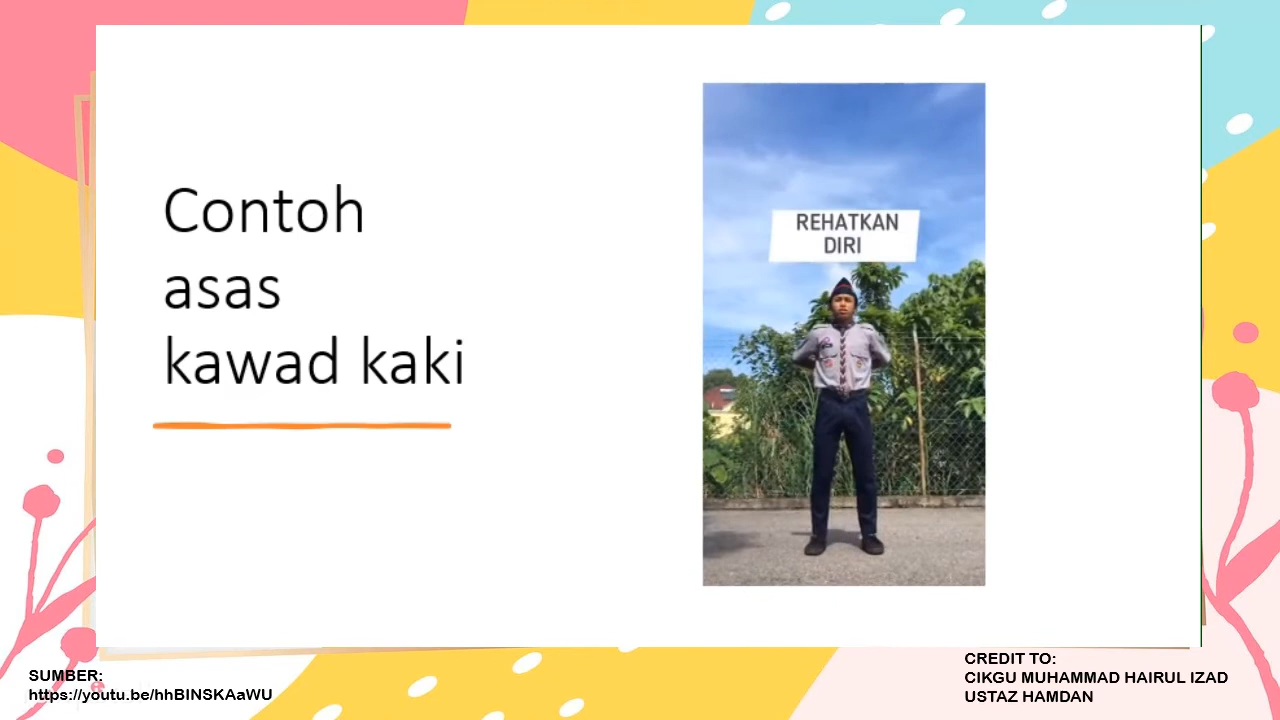 Contoh
asas
kawad kaki
REHATKAN
DIRI
SUMBER:
https://youtu.be/hhBINSKAaWU
CREDIT TO:
CIKGU MUHAMMAD HAIRUL IZAD
USTAZ HAMDAN